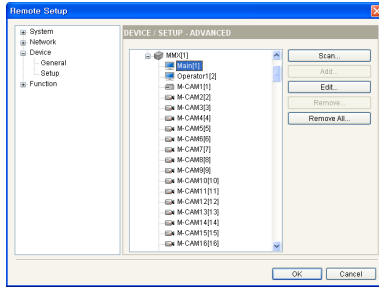 Remote Setup
System
Network
Device
General
Setup
Function
DEVICE / SETUP - ADVANCED
MMX[1]
Main[1]
Operator1[2]
M-CAM1[1]
M-CAM2[2]
M-CAM3[3]
M-CAM4[4]
M-CAM5[5]
M-CAM6[6]
M-CAM7[7]
M-CAM8[8]
M-CAM9[9]
M-CAM10[10]
M-CAM11[11]
M-CAM12[12]
M-CAM13[13]
M-CAM14[14]
M-CAM15[15]
M-CAM16[16]
Scan...
Add...
Edit...
Remove...
Remove All...
OK
Cancel